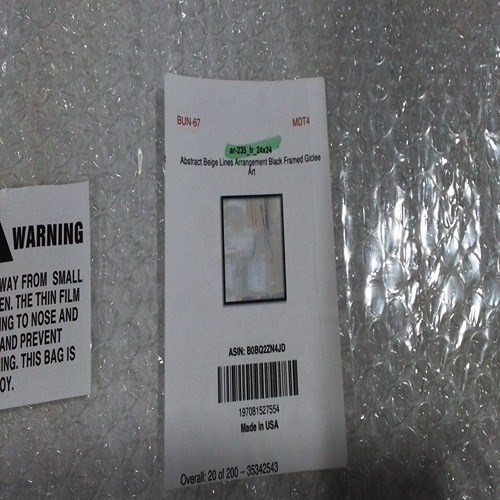 BUN-67
MDT4
ar-235_fr_24x24
Abstract Beige Lines Arrangement Black Framed Giclee
Art
ASIN: B0BQ2ZN4JD
197081527554
Made in USA
Overall: 20 of 200 – 35342543
WARNING
WAY FROM SMALL
EN. THE THIN FILM
NG TO NOSE AND
AND PREVENT
ING. THIS BAG IS
OY.